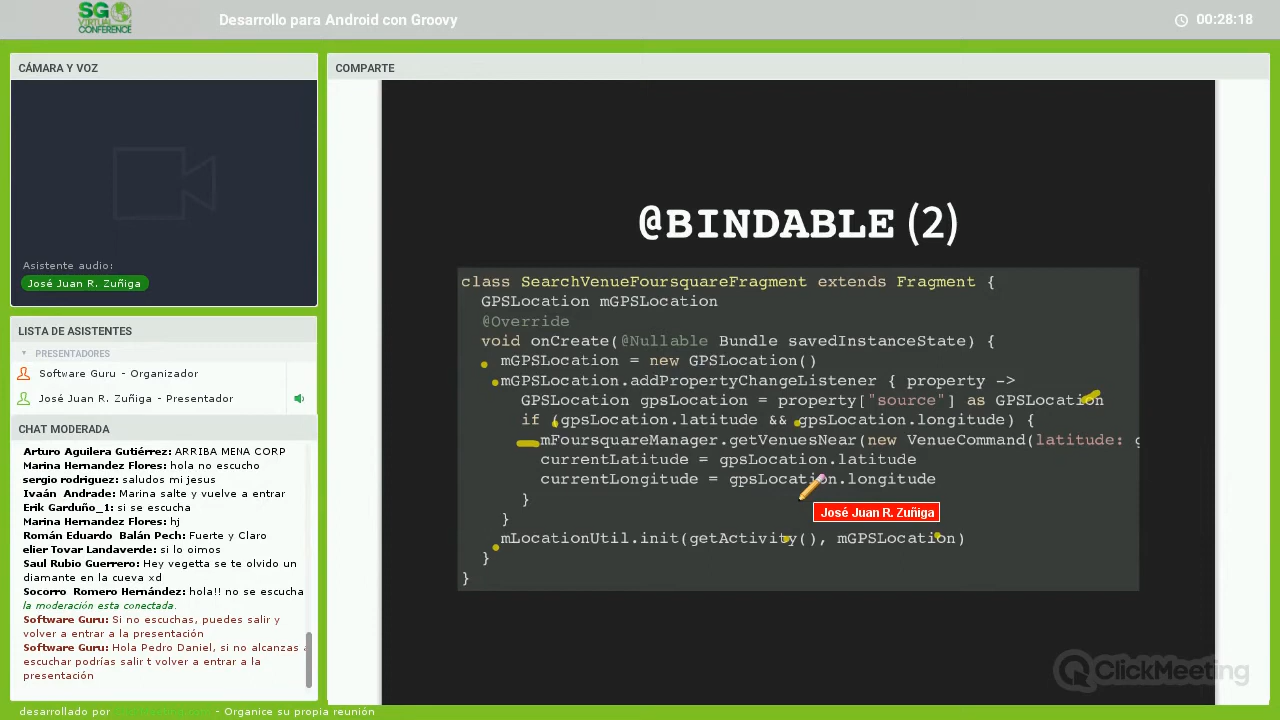 SG
VIRTUAL
CONFERENCE
Desarrollo para Android con Groovy
00:28:18
CÁMARA Y VOZ
Asistente audio:
José Juan R. Zuñiga
LISTA DE ASISTENTES
PRESENTADORES
Software Guru - Organizador
José Juan R. Zuñiga - Presentador
CHAT MODERADA
Arturo Aguilera Gutiérrez: ARRIBA MENA CORP
Marina Hernandez Flores: hola no escucho
sergio rodriguez: saludos mi jesus
Ivaán Andrade: Marina salte y vuelve a entrar
Erik Garduño_1: si se escucha
Marina Hernandez Flores: hj
Román Eduardo Balán Pech: Fuerte y Claro
elier Tovar Landaverde: si lo oimos
Saul Rubio Guerrero: Hey vegetta se te olvido un
diamante en la cueva xd
Socorro Romero Hernández: hola!! no se escucha
la moderación esta conectada.
Software Guru: Si no escuchas, puedes salir y
volver a entrar a la presentación
Software Guru: Hola Pedro Daniel, si no alcanzas a
escuchar podrías salir t volver a entrar a la
presentación
desarrollado por
- Organice su propia reunión
COMPARTE
@BINDABLE (2)
class SearchVenueFoursquareFragment extends Fragment {
GPSLocation mGPSLocation
@Override
void onCreate(@Nullable Bundle savedInstanceState) {
mGPSLocation = new GPSLocation()
mGPSLocation.addPropertyChangeListener { property ->
GPSLocation gpsLocation = property["source"] as GPSLocation
if (gpsLocation.latitude && gpsLocation.longitude) {
mFoursquareManager.getVenuesNear(new VenueCommand(latitude: g
currentLatitude = gpsLocation.latitude
currentLongitude = gpsLocation.longitude
}
José Juan R. Zuñiga
}
mLocationUtil.init(getActivity(), mGPSLocation)
}
}
ClickMeeting